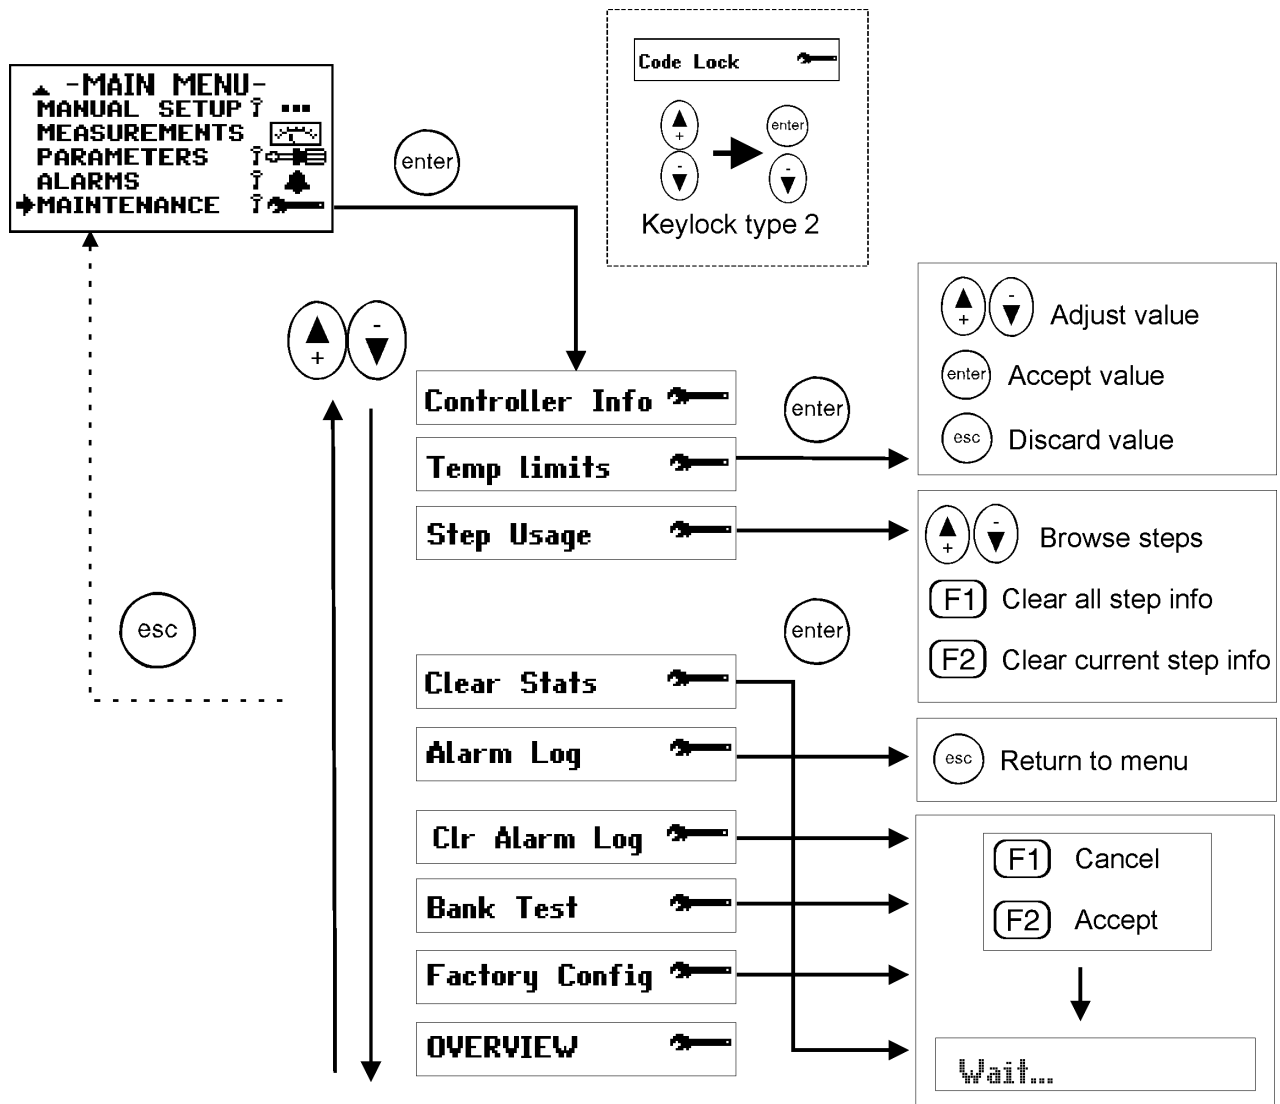 -MAIN MENU-
MANUAL SETUP
MEASUREMENTS
PARAMETERS
ALARMS
MAINTENANCE
enter
Code Lock
+
-
enter
-
Keylock type 2
+
-
esc
Controller Info
Temp limits
Step Usage
enter
+
-
Adjust value
enter
Accept value
esc
Discard value
+
-
Browse steps
F1
Clear all step info
F2
Clear current step info
enter
Clear Stats
Alarm Log
Clr Alarm Log
Bank Test
Factory Config
OVERVIEW
esc
Return to menu
F1
Cancel
F2
Accept
Wait...